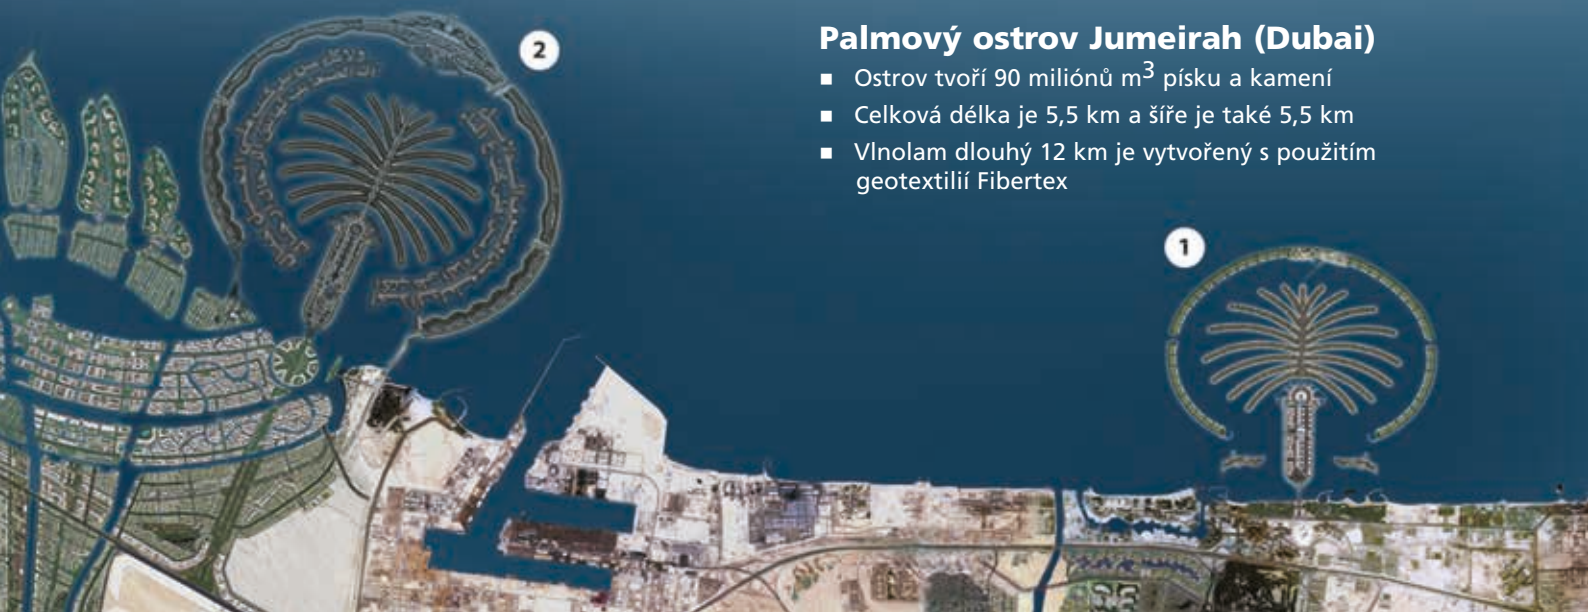 Palmový ostrov Jumeirah (Dubai)
▪ Ostrov tvoří 90 miliónů m³ písku a kamení
▪ Celková délka je 5,5 km a šíře je také 5,5 km
▪ Vlnolam dlouhý 12 km je vytvořený s použitím
geotextilií Fibertex
2
1